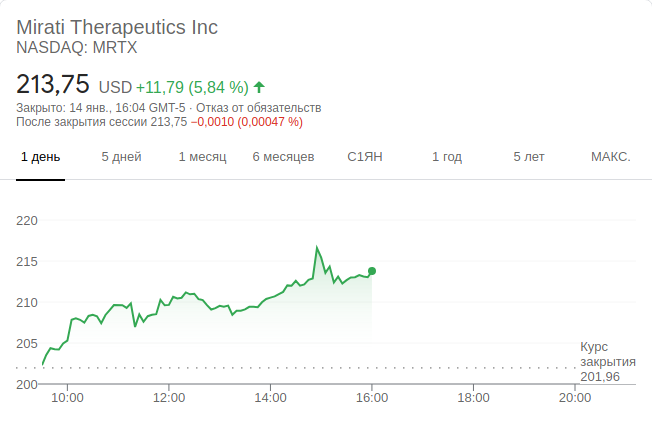 Mirati Therapeutics Inc
NASDAQ: MRTX
213,75 USD +11,79 (5,84 %)
Закрыто: 14 янв., 16:04 GMT-5 · Отказ от обязательств
После закрытия сессии 213,75 −0,0010 (0,00047 %)
1 день 5 дней 1 месяц 6 месяцев С1ЯН 1 год 5 лет МАКС.
220
215
210
205
Курс
закрытия
201,96
200
10:00 12:00 14:00 16:00 18:00 20:00